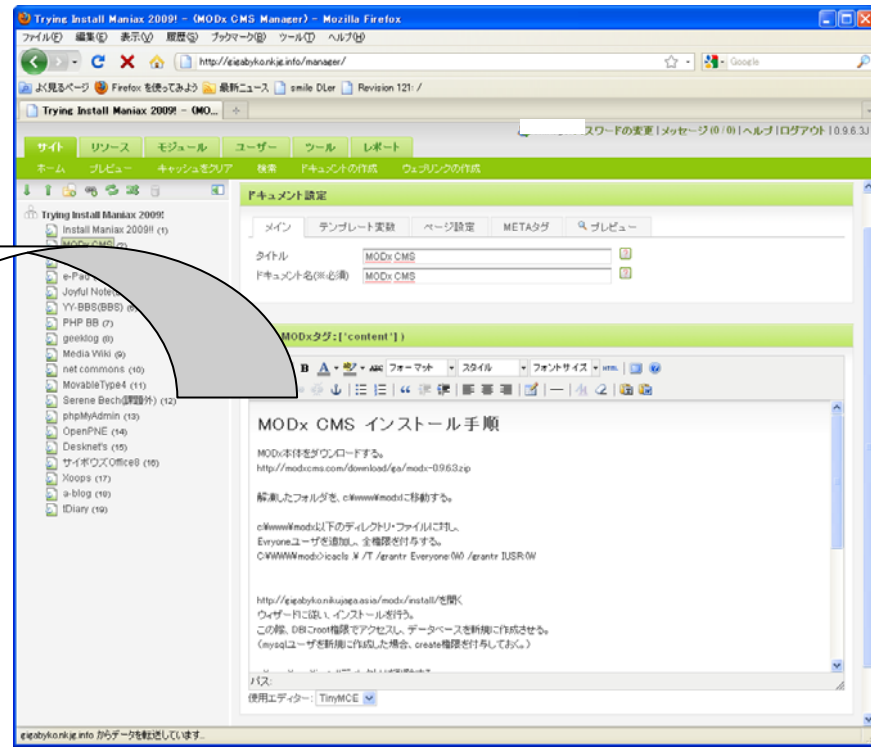 Trying Install Maniax 2009! - (MODx CMS Manager) - Mozilla Firefox
ファイル(F) 編集(E) 表示(V) 履歴(S) ブックマーク(B) ツール(T) ヘルプ(H)
Google
よく見るページ Firefox を使ってみよう 最新ニュース smile DLer Revision 121: /
Trying Install Maniax 2009! - (MO...
スワードの変更 | メッセージ (0 / 0) | ヘルプ | ログアウト | 0.9.6.3J
サイト リソース モジュール ユーザー ツール レポート
ホーム プレビュー キャッシュをクリア 検索 ドキュメントの作成 ウェブリンクの作成
Trying Install Maniax 2009!
Install Maniax 2009!! (1)
MODx CMS
Joyful Note
YY-BBS(BBS)
PHP BB (7)
geeklog (8)
Media Wiki (9)
net commons (10)
MovableType4 (11)
Serene Bech(課題外) (12)
phpMyAdmin (13)
OpenPNE (14)
Desknet's (15)
サイボウズOffice8 (16)
Xoops (17)
a-blog (18)
tDiary (19)
ドキュメント設定
メイン テンプレート変数 ページ設定 METAタグ プレビュー
タイトル MODx CMS
ドキュメント名(※必須) MODx CMS
MODxタグ:['content'])
B A ABC フォーマット スタイル フォントサイズ HTML
MODx CMS インストール手順
MODx本体をダウンロードする。
http://modxcms.com/download/ga/modx-0.9.6.3.zip
解凍したフォルダを、c:¥www¥modxに移動する。
c:¥www¥modx以下のディレクトリ・ファイルに対し、
Evryoneユーザを追加し、全権限を付与する。
C:¥WWW¥modx>icacls .¥ /T /grant:r Everyone:(W) /grant:r IUSR:(W
ウィザードに従い、インストールを行う。
この際、DBにroot権限でアクセスし、データベースを新規に作成させる。
(mysqlユーザを新規に作成した場合、create権限を付与しておく。)
パス:
使用エディター: TinyMCE
からデータを転送しています...